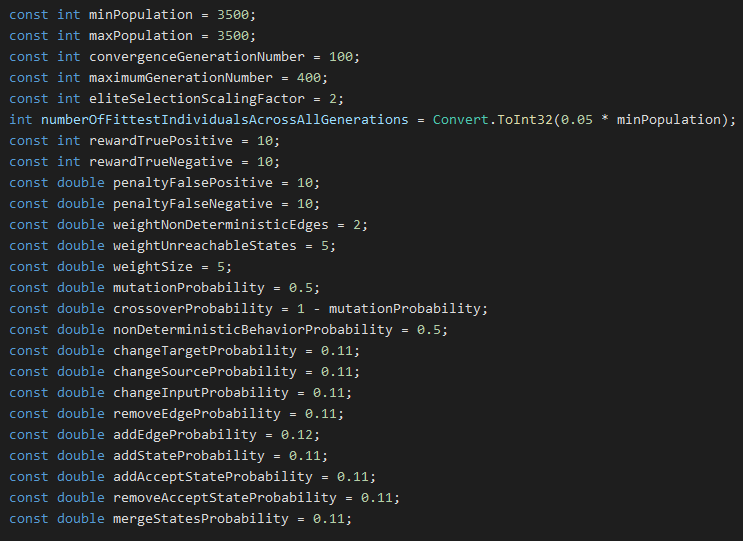 const int minPopulation = 3500;
const int maxPopulation = 3500;
const int convergenceGenerationNumber = 100;
const int maximumGenerationNumber = 400;
const int eliteSelectionScalingFactor = 2;
int numberOfFittestIndividualsAcrossAllGenerations = Convert.ToInt32(0.05 * minPopulation);
const int rewardTruePositive = 10;
const int rewardTrueNegative = 10;
const double penaltyFalsePositive = 10;
const double penaltyFalseNegative = 10;
const double weightNonDeterministicEdges = 2;
const double weightUnreachableStates = 5;
const double weightSize = 5;
const double mutationProbability = 0.5;
const double crossoverProbability = 1 - mutationProbability;
const double nonDeterministicBehaviorProbability = 0.5;
const double changeTargetProbability = 0.11;
const double changeSourceProbability = 0.11;
const double changeInputProbability = 0.11;
const double removeEdgeProbability = 0.11;
const double addEdgeProbability = 0.12;
const double addStateProbability = 0.11;
const double addAcceptStateProbability = 0.11;
const double removeAcceptStateProbability = 0.11;
const double mergeStatesProbability = 0.11;